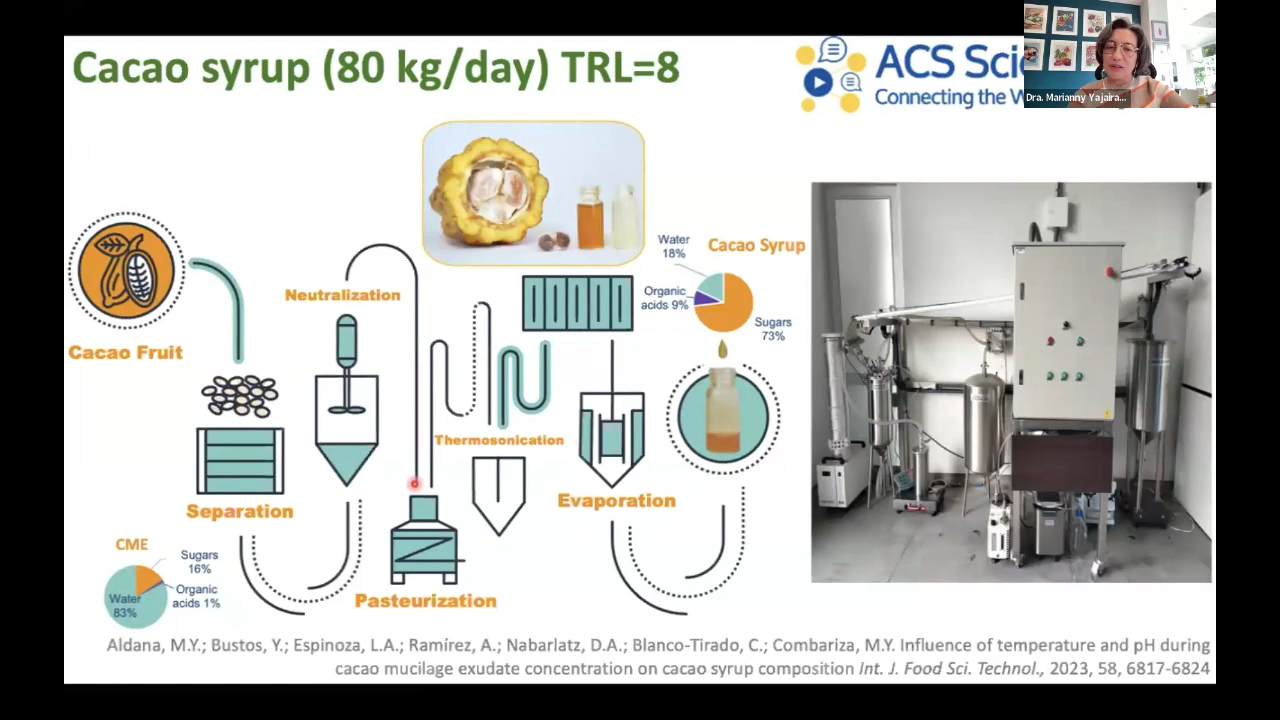 Cacao syrup (80 kg/day) TRL=8
ACS Sci
Connecting the W
Dra. Marianny Yajaira...
Water
18%
Cacao Syrup
Organic
acids 9%
Sugars
73%
Neutralization
Cacao Fruit
Thermosonication
Separation
Evaporation
CME
Sugars
16%
Organic
acids 1%
Water
83%
Pasteurization
Aldana, M.Y.; Bustos, Y.; Espinoza, L.A.; Ramírez, A.; Nabarlatz, D.A.; Blanco-Tirado, C.; Combariza, M.Y. Influence of temperature and pH during
cacao mucilage exudate concentration on cacao syrup composition Int. J. Food Sci. Technol., 2023, 58, 6817-6824